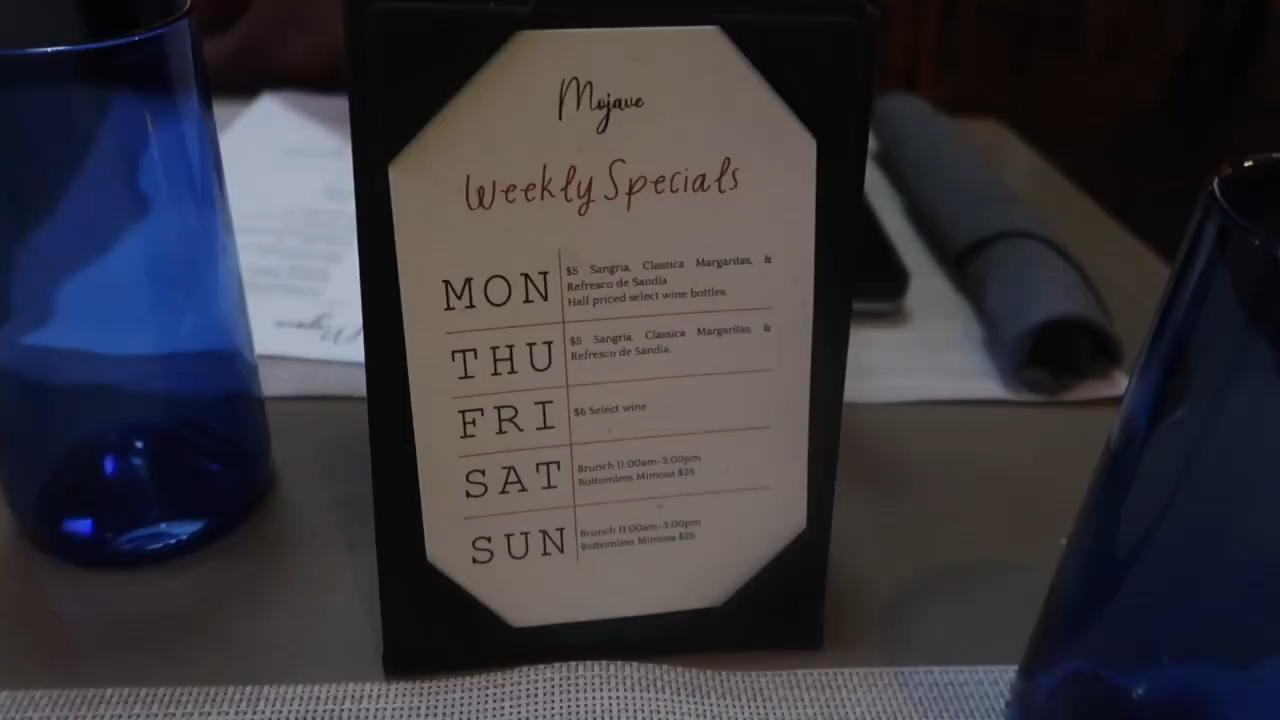 Mojave
Weekly Specials
MON
$5 Sangria, Classica Margaritas, &
Refresco de Sandia
Half priced select wine bottles.
THU
$5 Sangria, Classica Margaritas, &
Refresco de Sandia.
FRI
$6 Select wine
SAT
Brunch 11:00am-3:00pm
Bottomless Mimosa $25
SUN
Brunch 11:00am-3:00pm
Bottomless Mimosa $25
Mojave